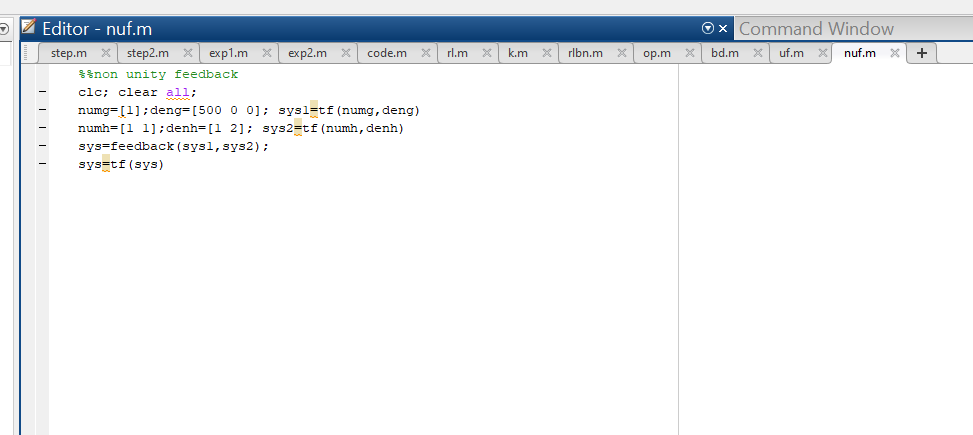 Editor - nuf.m
Command Window
step.m step2.m exp1.m exp2.m code.m rl.m k.m rlbn.m op.m bd.m uf.m nuf.m
%%non unity feedback
clc; clear all;
numg=[1];deng=[500 0 0]; sys1=tf(numg,deng)
numh=[1 1];denh=[1 2]; sys2=tf(numh,denh)
sys=feedback(sys1,sys2);
sys=tf(sys)